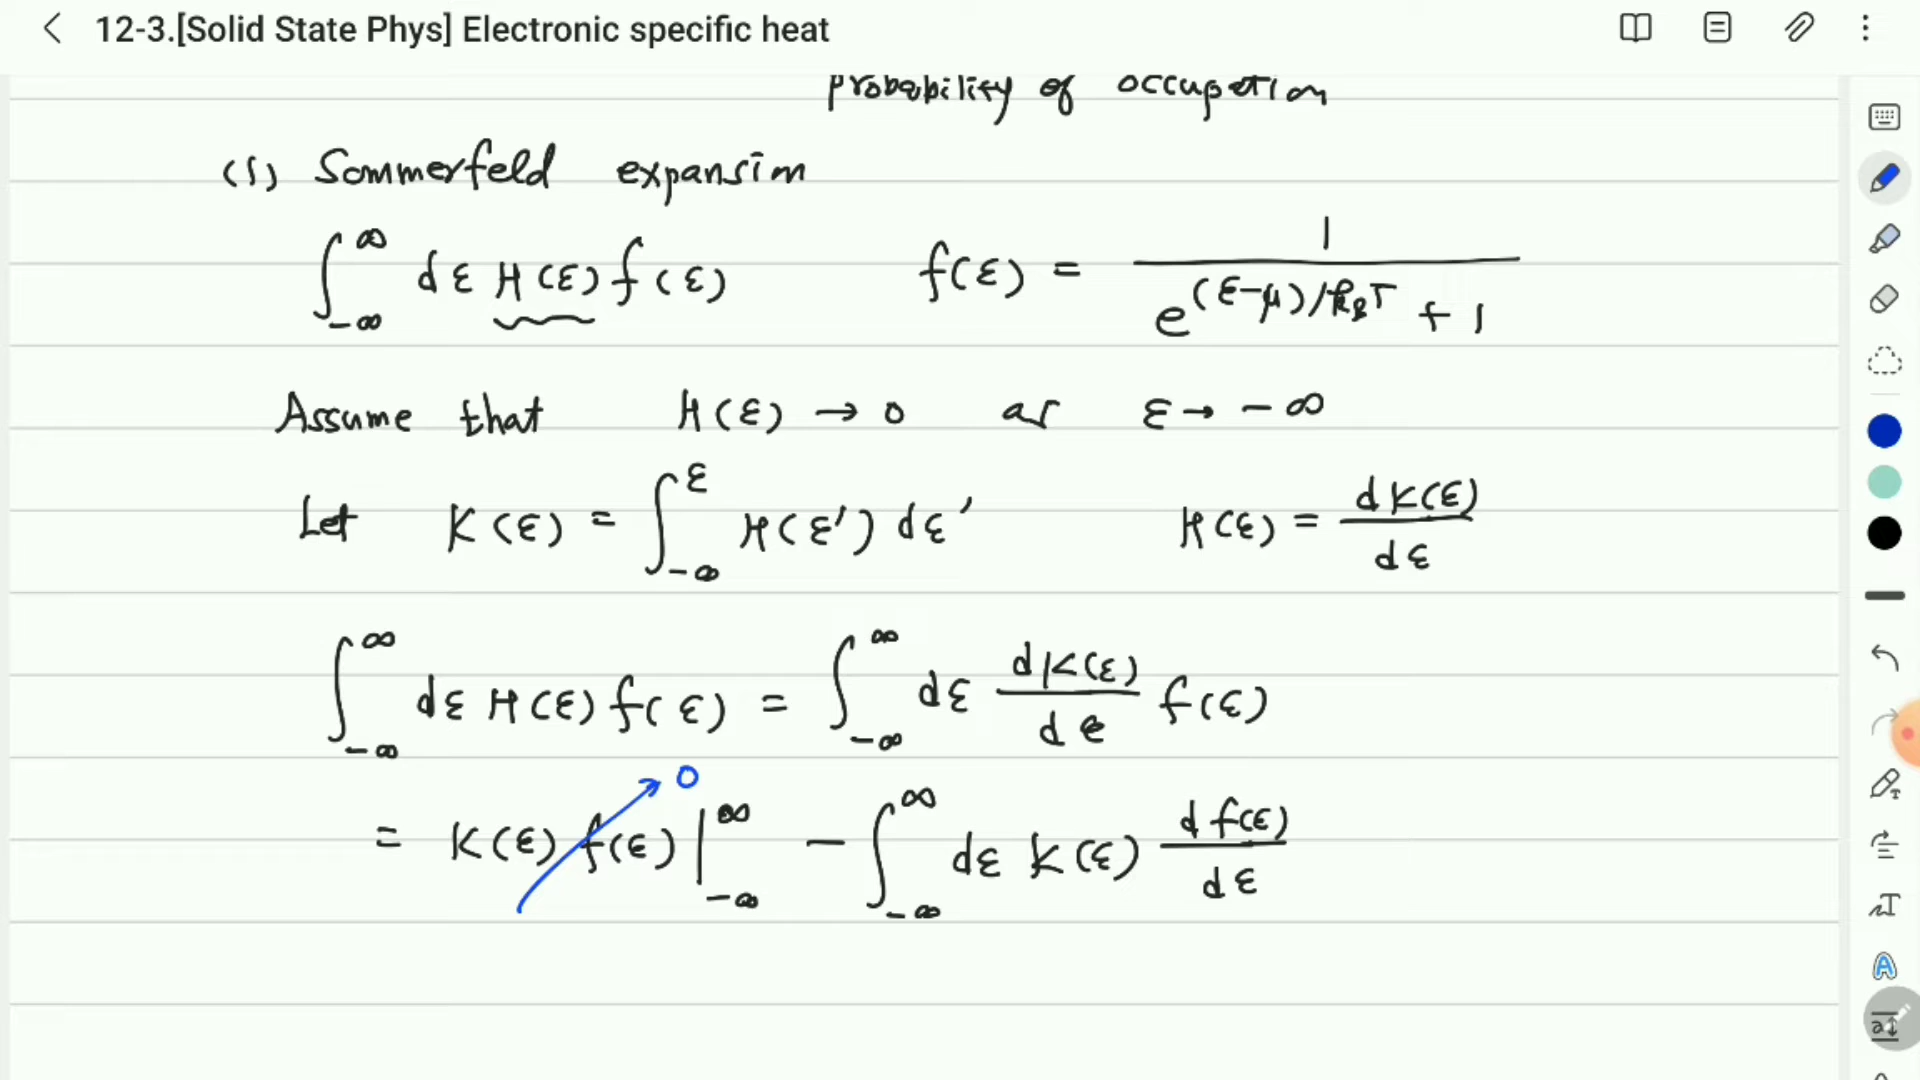 12-3.[Solid State Phys] Electronic specific heat
probability of occupation
(1) Sommerfeld expansion
∫_{-∞}^{∞} dε H(ε) f(ε)    f(ε) = 1 / (e^{(ε-μ)/k_BT} + 1)
Assume that H(ε) → 0 as ε → -∞
Let K(ε) = ∫_{-∞}^{ε} H(ε') dε'    H(ε) = dK(ε)/dε
∫_{-∞}^{∞} dε H(ε) f(ε) = ∫_{-∞}^{∞} dε dK(ε)/dε f(ε)
0
= K(ε) f(ε) |_{-∞}^{∞} - ∫_{-∞}^{∞} dε K(ε) df(ε)/dε